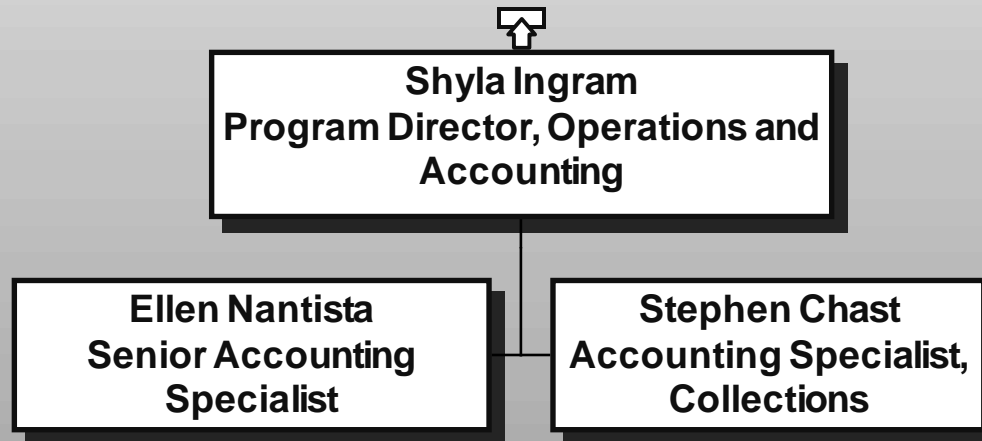 Shyla Ingram
Program Director, Operations and
Accounting
Ellen Nantista
Senior Accounting
Specialist
Stephen Chast
Accounting Specialist,
Collections